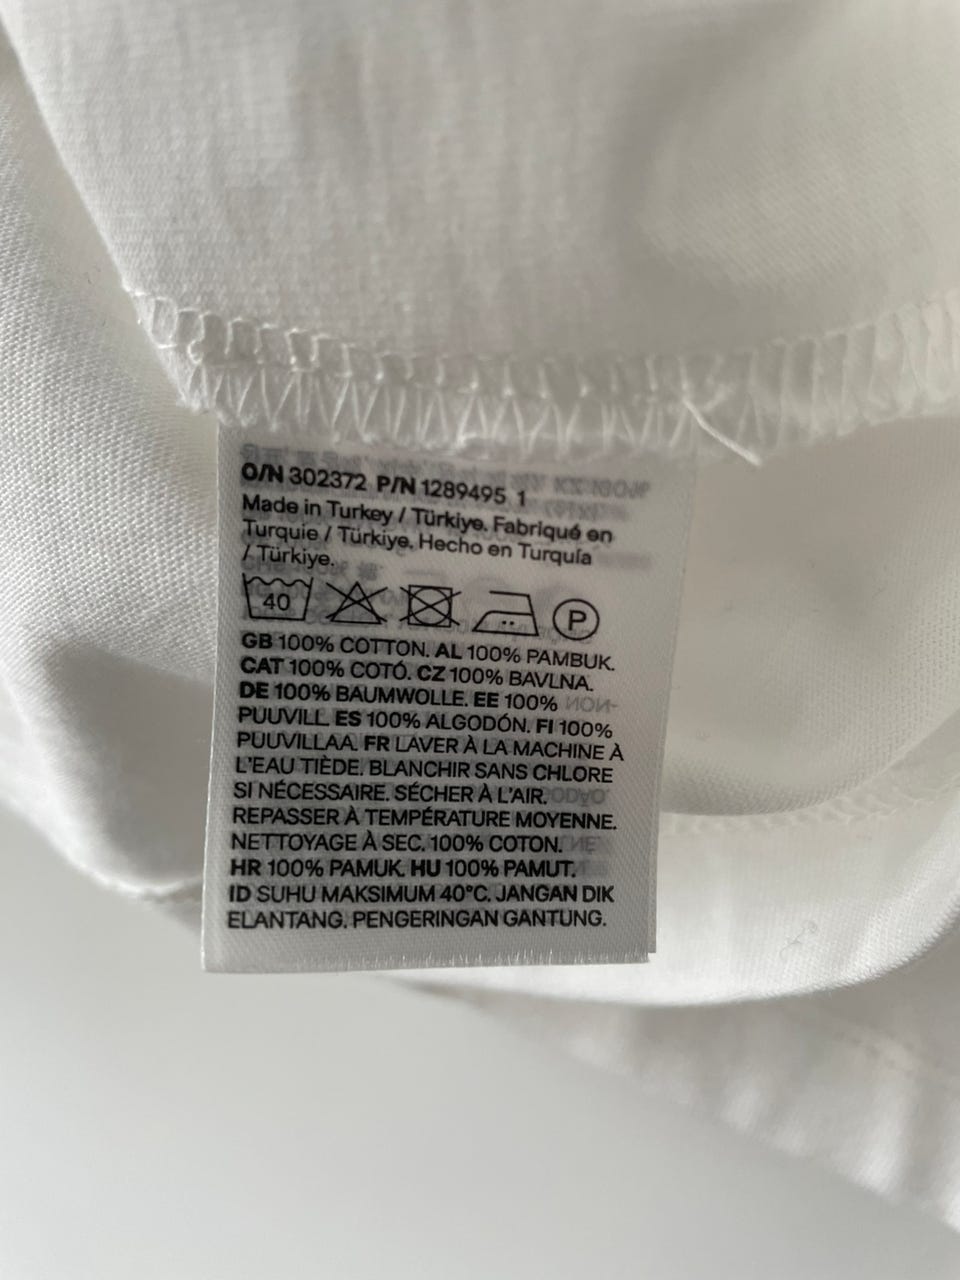 O/N 302372 P/N 1289495 1
Made in Turkey / Türkiye. Fabriqué en
Turquie / Türkiye. Hecho en Turquía
/ Türkiye.
40 P
GB 100% COTTON. AL 100% PAMBUK.
CAT 100% COTÓ. CZ 100% BAVLNA.
DE 100% BAUMWOLLE. EE 100%
PUUVILL. ES 100% ALGODÓN. FI 100%
PUUVILLAA. FR LAVER À LA MACHINE À
L'EAU TIÈDE. BLANCHIR SANS CHLORE
SI NÉCESSAIRE. SÉCHER À L'AIR.
REPASSER À TEMPÉRATURE MOYENNE.
NETTOYAGE À SEC. 100% COTON.
HR 100% PAMUK. HU 100% PAMUT.
ID SUHU MAKSIMUM 40°C. JANGAN DIK
ELANTANG. PENGERINGAN GANTUNG.